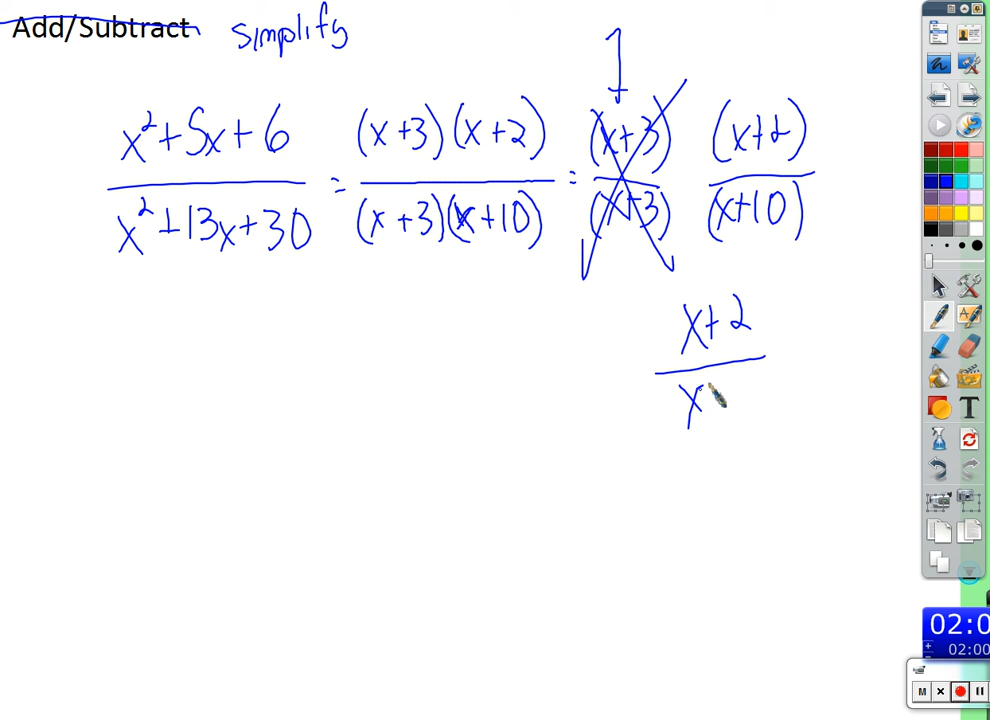 Add/Subtract simplify
x² + 5x + 6 / x² + 13x + 30 = (x+3)(x+2) / (x+3)(x+10) = (x+3) / (x+3) (x+2) / (x+10)
x+2
x
T
02:0
02:00
M